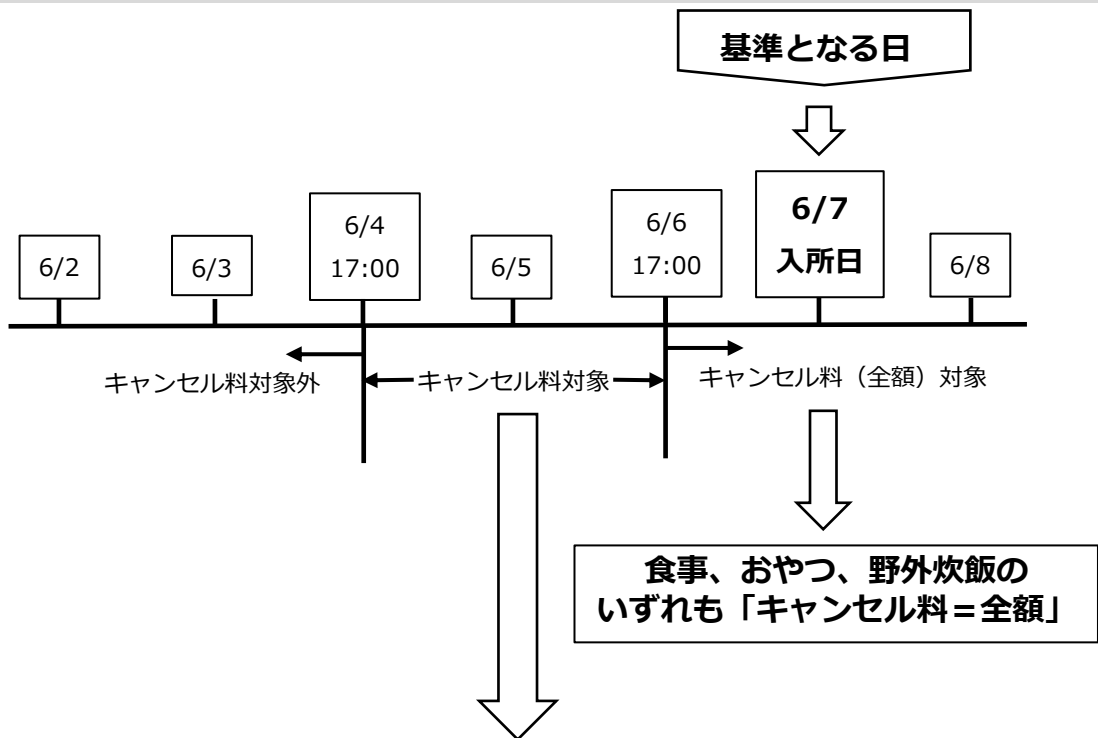 基準となる日
6/2
6/3
6/4
17:00
6/5
6/6
17:00
6/7
入所日
6/8
キャンセル料対象外
キャンセル料対象
キャンセル料（全額）対象
食事、おやつ、野外炊飯の
いずれも「キャンセル料＝全額」